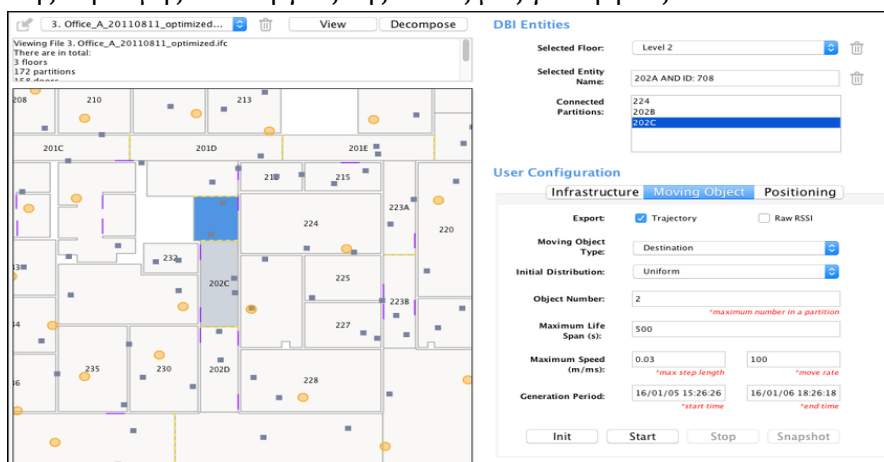 3. Office_A_20110811_optimized...
View
Decompose
Viewing File 3. Office_A_20110811_optimized.ifc
There are in total:
3 floors
172 partitions
158 doors
208
210
213
201C
201D
201E
212
215
223A
224
220
232
202C
225
223B
227
235
230
202D
228
DBI Entities
Selected Floor:
Level 2
Selected Entity Name:
202A AND ID: 708
Connected Partitions:
224
202B
202C
User Configuration
Infrastructure
Moving Object
Positioning
Export:
Trajectory
Raw RSSI
Moving Object Type:
Destination
Initial Distribution:
Uniform
Object Number:
2
*maximum number in a partition
Maximum Life Span (s):
500
Maximum Speed (m/ms):
0.03
100
*max step length
*move rate
Generation Period:
16/01/05 15:26:26
16/01/06 18:26:18
*start time
*end time
Init
Start
Stop
Snapshot